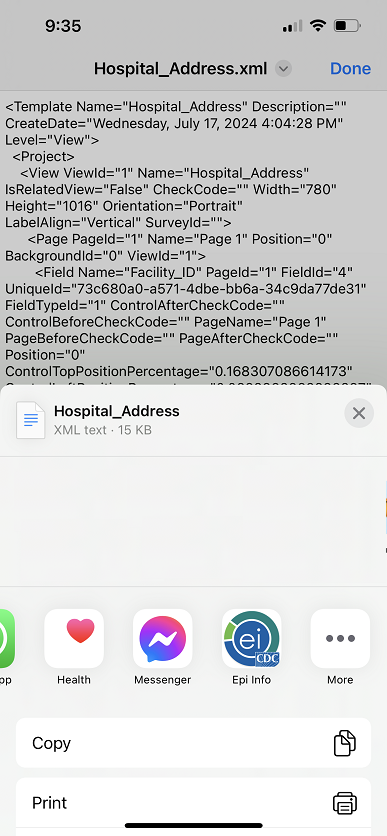 9:35
Hospital_Address.xml
Done
<Template Name="Hospital_Address" Description=""
CreateDate="Wednesday, July 17, 2024 4:04:28 PM"
Level="View">
<Project>
<View ViewId="1" Name="Hospital_Address"
IsRelatedView="False" CheckCode="" Width="780"
Height="1016" Orientation="Portrait"
LabelAlign="Vertical" SurveyId="">
<Page PageId="1" Name="Page 1" Position="0"
BackgroundId="0" ViewId="1">
<Field Name="Facility_ID" PageId="1" FieldId="4"
UniqueId="73c680a0-a571-4dbe-bb6a-34c9da77de31"
FieldTypeId="1" ControlAfterCheckCode=""
ControlBeforeCheckCode="" PageName="Page 1"
PageBeforeCheckCode="" PageAfterCheckCode=""
Position="0"
ControlTopPositionPercentage="0.168307086614173"
Hospital_Address
XML text · 15 KB
pp
Health
Messenger
ei
CDC
Epi Info
More
Copy
Print